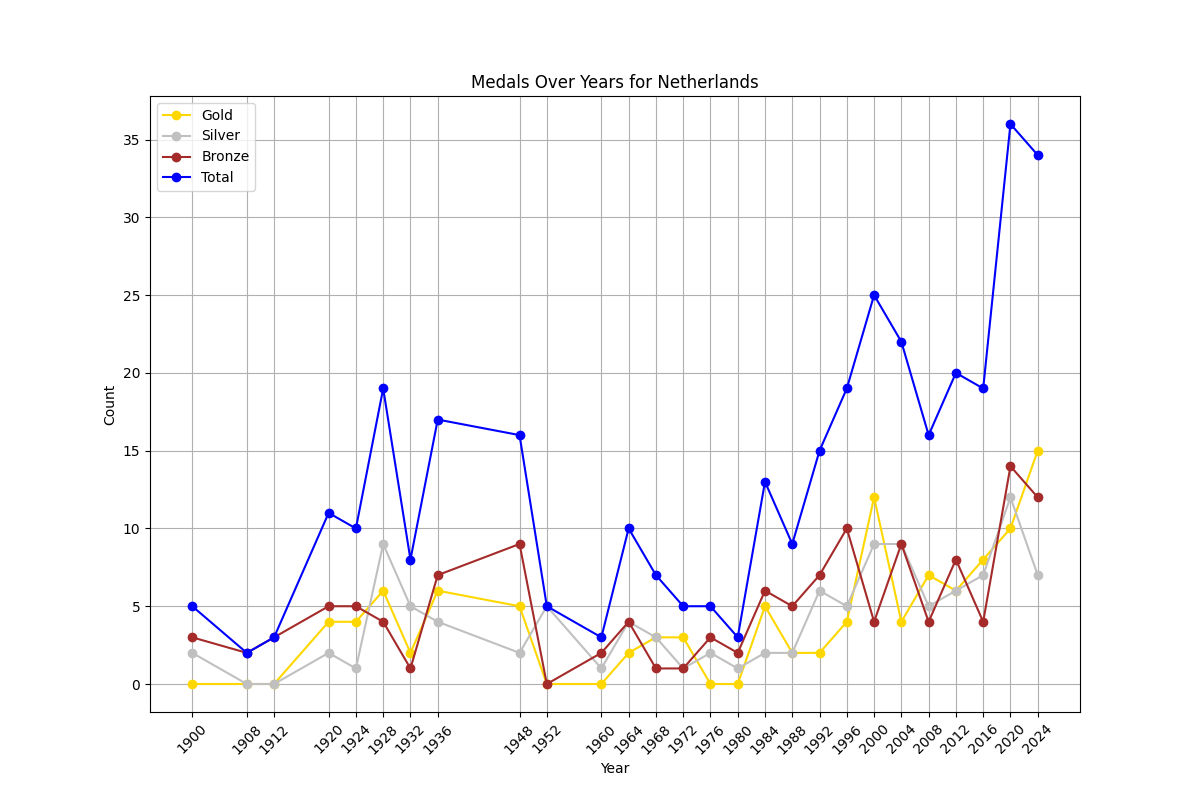 Medals Over Years for Netherlands
Gold
Silver
Bronze
Total
Count
35
30
25
20
15
10
5
0
1900 1908 1912 1920 1924 1928 1932 1936 1948 1952 1960 1964 1968 1972 1976 1980 1984 1988 1992 1996 2000 2004 2008 2012 2016 2020 2024
Year